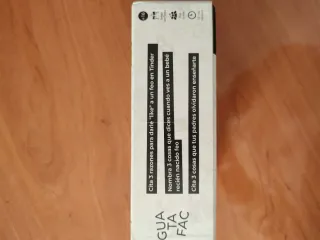 Cita 3 razones para darle "like" a un feo en Tinder
Nombra 3 cosas que dices cuando ves a un bebé
recién nacido feo
Cita 3 cosas que tus padres olvidaron enseñarte
GUA
TA
FAC